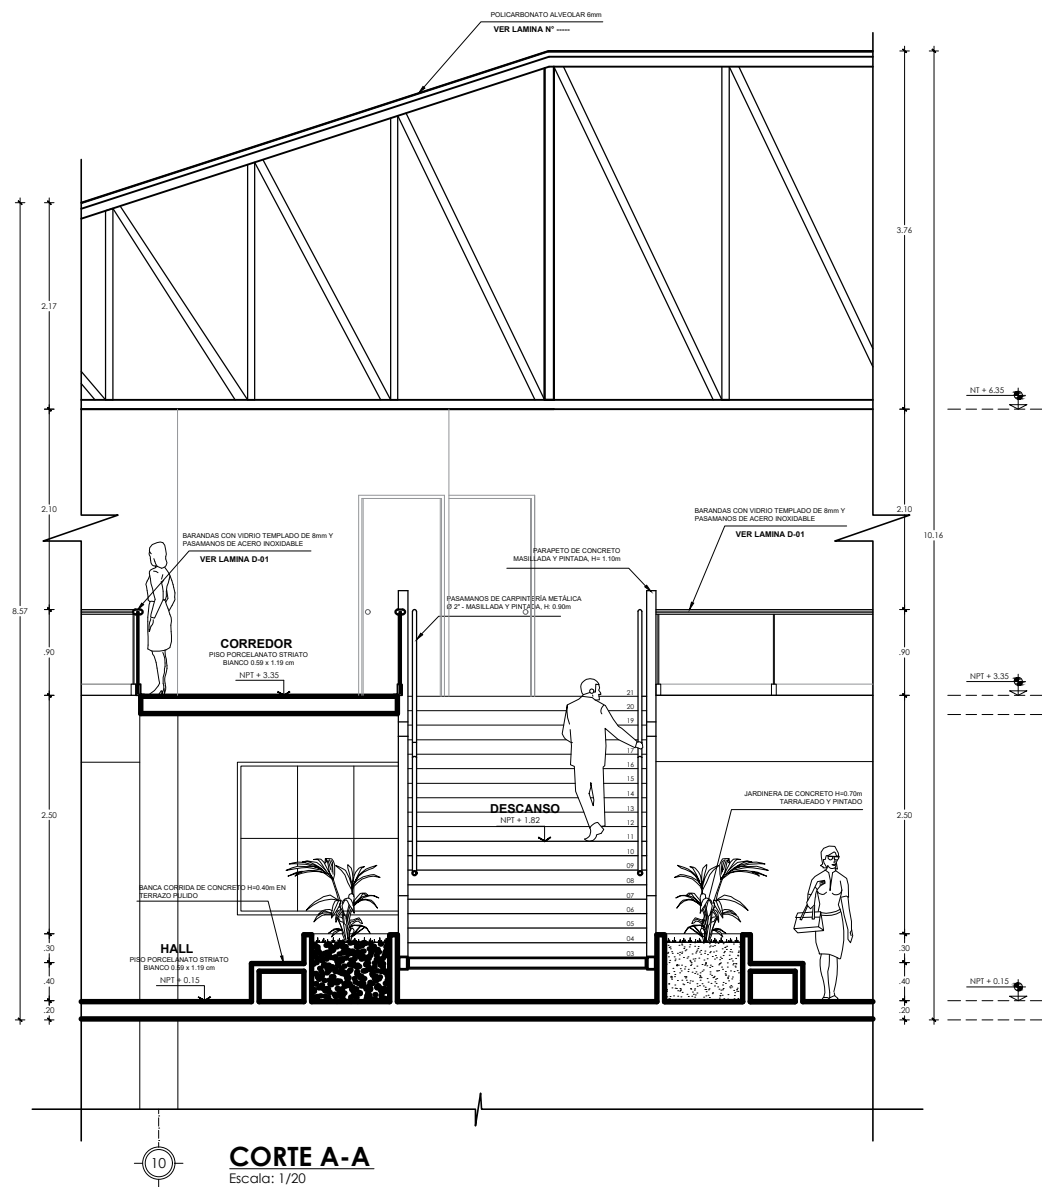 POLICARBONATO ALVEOLAR 6mm
VER LAMINA N° -----
3.76
2.17
NT + 6.35
2.10
BARANDAS CON VIDRIO TEMPLADO DE 8mm Y
PASAMANOS DE ACERO INOXIDABLE
VER LAMINA D-01
PARAPETO DE CONCRETO
MASILLADA Y PINTADA, H= 1.10m
BARANDAS CON VIDRIO TEMPLADO DE 8mm Y
PASAMANOS DE ACERO INOXIDABLE
VER LAMINA D-01
2.10
10.16
PASAMANOS DE CARPINTERÍA METÁLICA
Ø 2" - MASILLADA Y PINTADA, H: 0.90m
8.57
.90
CORREDOR
PISO PORCELANATO STRIATO
BIANCO 0.59 x 1.19 cm
NPT + 3.35
.90
NPT + 3.35
21
20
19
17
16
15
14
13
12
11
10
09
08
07
06
05
04
03
DESCANSO
NPT + 1.82
JARDINERA DE CONCRETO H=0.70m
TARRAJEADO Y PINTADO
2.50
2.50
BANCA CORRIDA DE CONCRETO H=0.40m EN
TERRAZO PULIDO
HALL
PISO PORCELANATO STRIATO
BIANCO 0.59 x 1.19 cm
NPT + 0.15
.30
.40
.20
.30
.40
.20
NPT + 0.15
10
CORTE A-A
Escala: 1/20